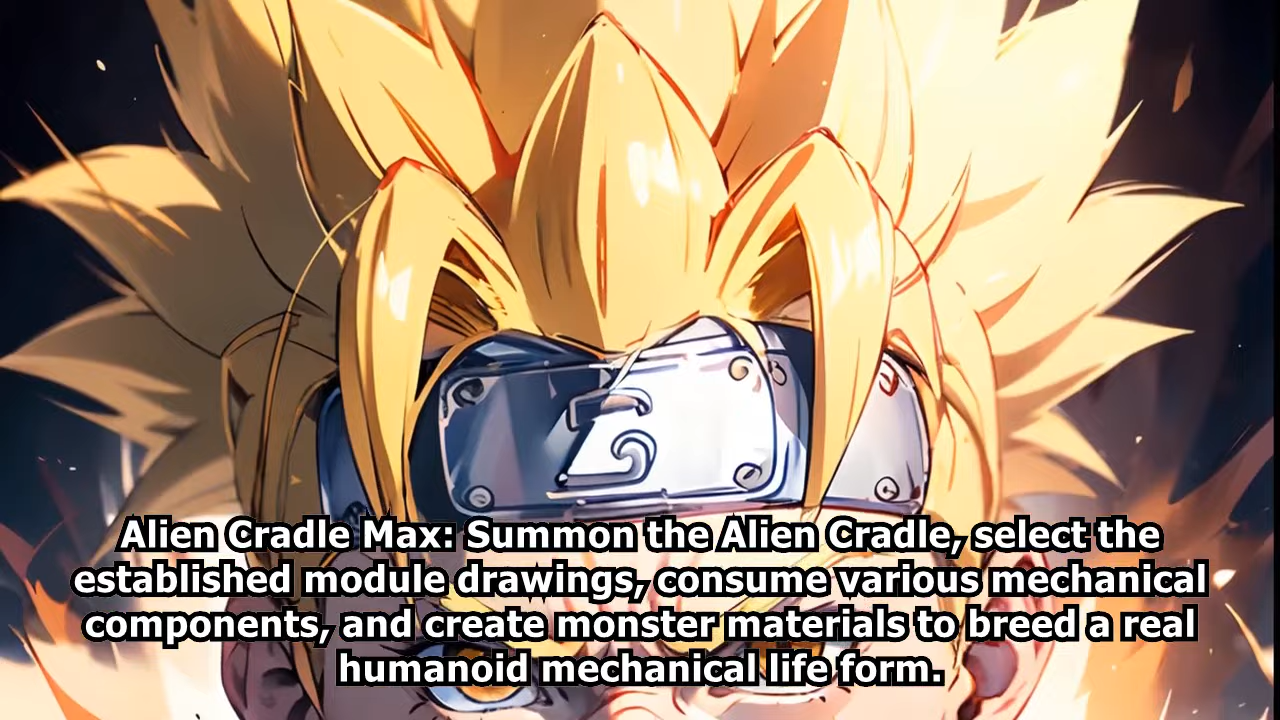 Alien Cradle Max: Summon the Alien Cradle, select the
established module drawings, consume various mechanical
components, and create monster materials to breed a real
humanoid mechanical life form.